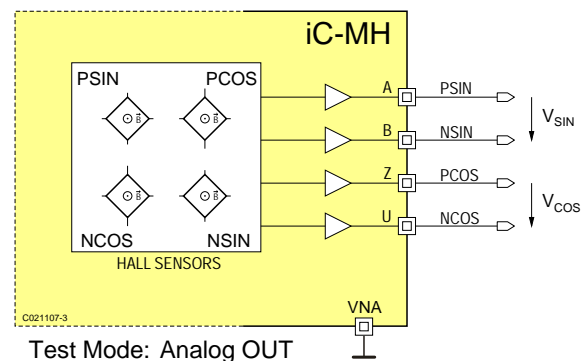 iC-MH
PSIN PCOS
B
B
B
B
NCOS NSIN
HALL SENSORS
A PSIN
B NSIN
Z PCOS
U NCOS
VSIN
VCOS
C021107-3
VNA
Test Mode: Analog OUT